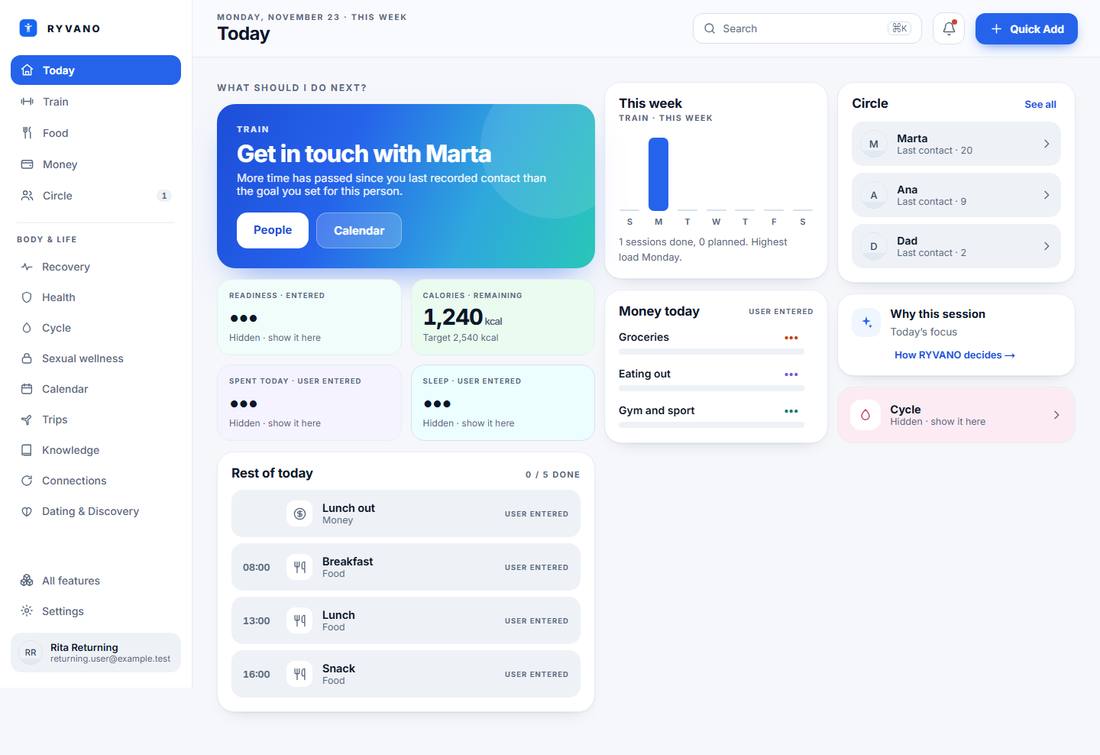 RYVANO
Today
Train
Food
Money
Circle 1
BODY & LIFE
Recovery
Health
Cycle
Sexual wellness
Calendar
Trips
Knowledge
Connections
Dating & Discovery
All features
Settings
RR
Rita Returning
returning.user@example.test
MONDAY, NOVEMBER 23 · THIS WEEK
Today
Search ⌘K
Quick Add
WHAT SHOULD I DO NEXT?
TRAIN
Get in touch with Marta
More time has passed since you last recorded contact than
the goal you set for this person.
People
Calendar
READINESS · ENTERED
•••
Hidden · show it here
CALORIES · REMAINING
1,240 kcal
Target 2,540 kcal
SPENT TODAY · USER ENTERED
•••
Hidden · show it here
SLEEP · USER ENTERED
•••
Hidden · show it here
Rest of today 0 / 5 DONE
Lunch out
Money
USER ENTERED
08:00
Breakfast
Food
USER ENTERED
13:00
Lunch
Food
USER ENTERED
16:00
Snack
Food
USER ENTERED
This week
TRAIN · THIS WEEK
S M T W T F S
1 sessions done, 0 planned. Highest
load Monday.
Money today USER ENTERED
Groceries •••
Eating out •••
Gym and sport •••
Circle See all
M
Marta
Last contact · 20
A
Ana
Last contact · 9
D
Dad
Last contact · 2
Why this session
Today's focus
How RYVANO decides →
Cycle
Hidden · show it here